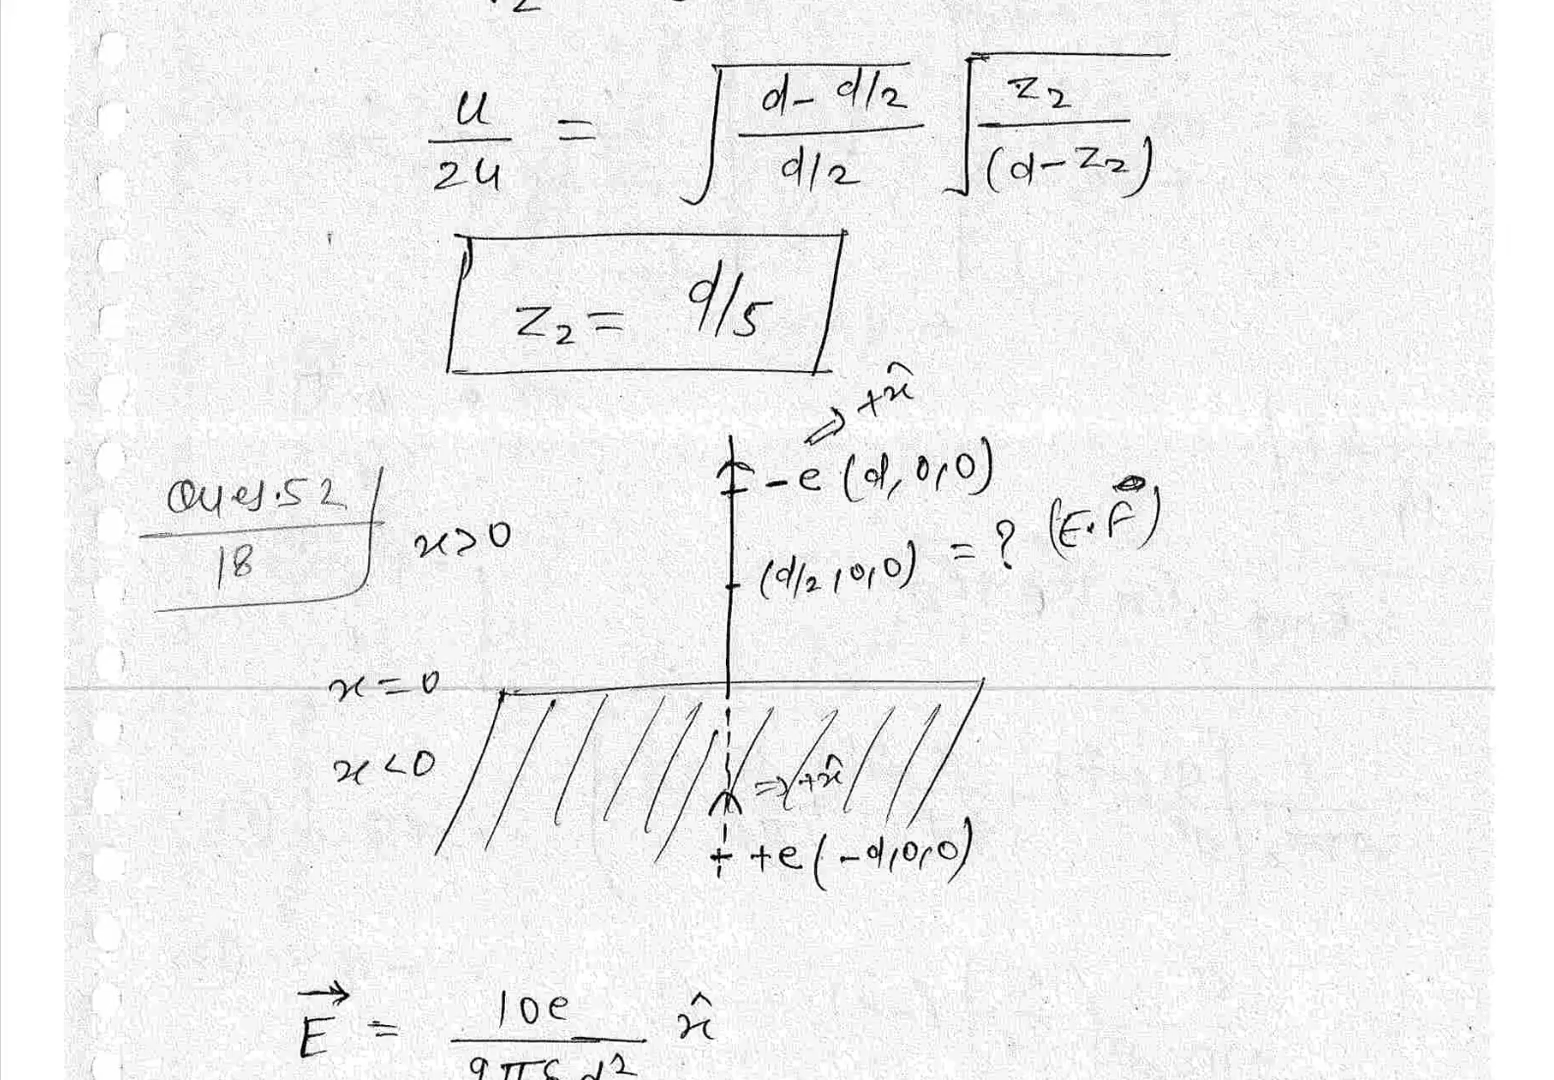 u/2u = √((d-d/2)/(d/2)) √(z₂/(d-z₂))
z₂ = d/5
⇒ +x̂
-e (d,0,0)
Ques.52/18
x>0
(d/2,0,0) = ? (E.F)
x=0
x<0
⇒ +x̂
+e(-d,0,0)
E⃗ = 10e/9πε d² x̂